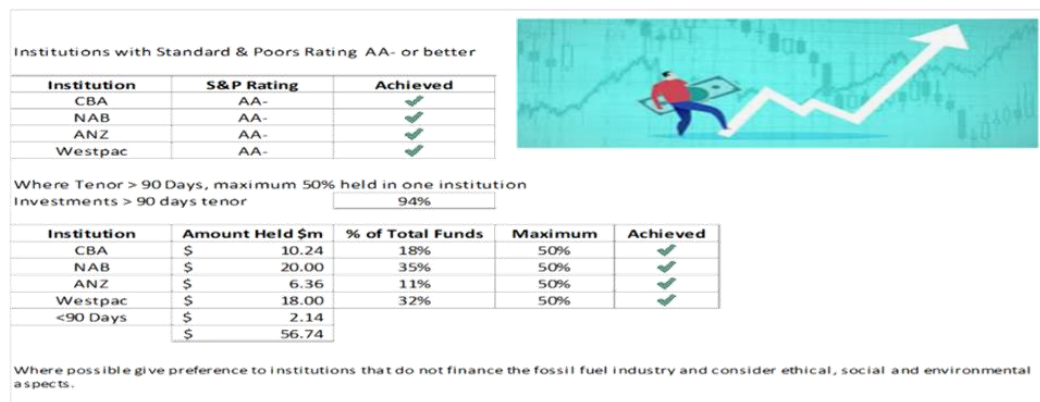 Institutions with Standard & Poors Rating AA- or better
Institution S&P Rating Achieved
CBA AA-
NAB AA-
ANZ AA-
Westpac AA-
Where Tenor > 90 Days, maximum 50% held in one institution
Investments > 90 days tenor 94%
Institution Amount Held $m % of Total Funds Maximum Achieved
CBA $ 10.24 18% 50%
NAB $ 20.00 35% 50%
ANZ $ 6.36 11% 50%
Westpac $ 18.00 32% 50%
<90 Days $ 2.14
$ 56.74
Where possible give preference to institutions that do not finance the fossil fuel industry and consider ethical, social and environmental
aspects.